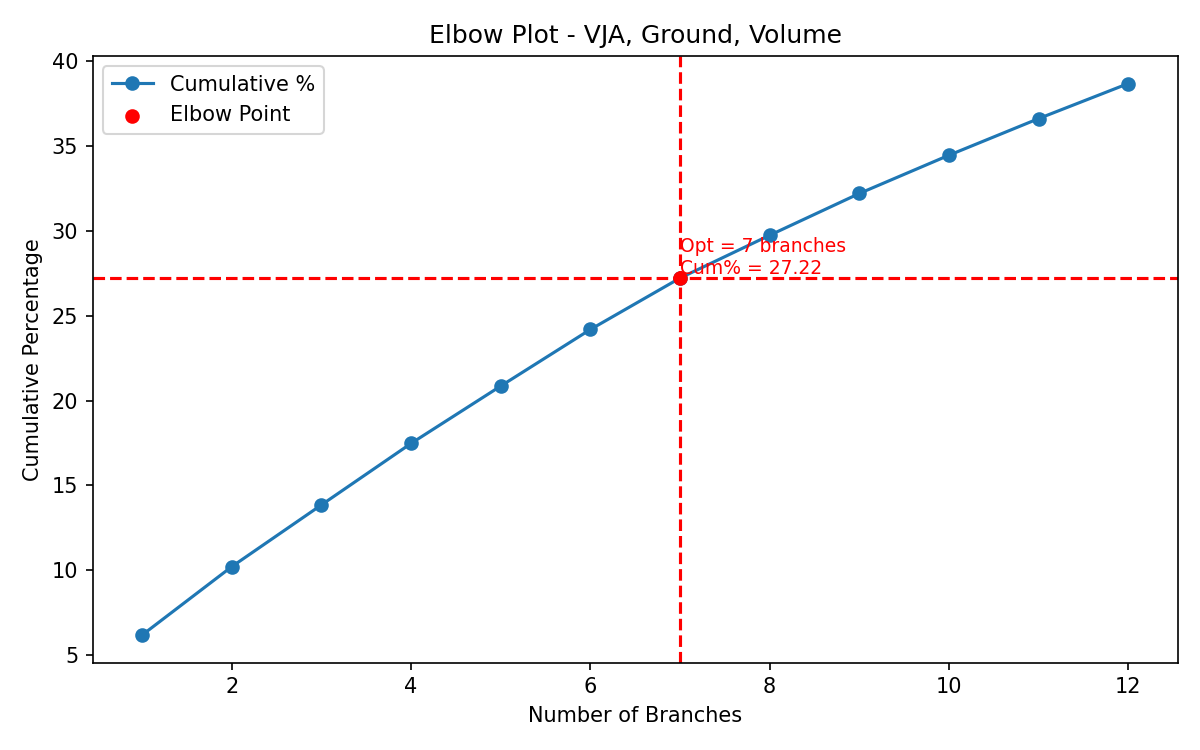 Elbow Plot - VJA, Ground, Volume
40
35
30
25
20
15
10
5
Cumulative Percentage
Cumulative %
Elbow Point
Opt = 7 branches
Cum% = 27.22
2
4
6
8
10
12
Number of Branches